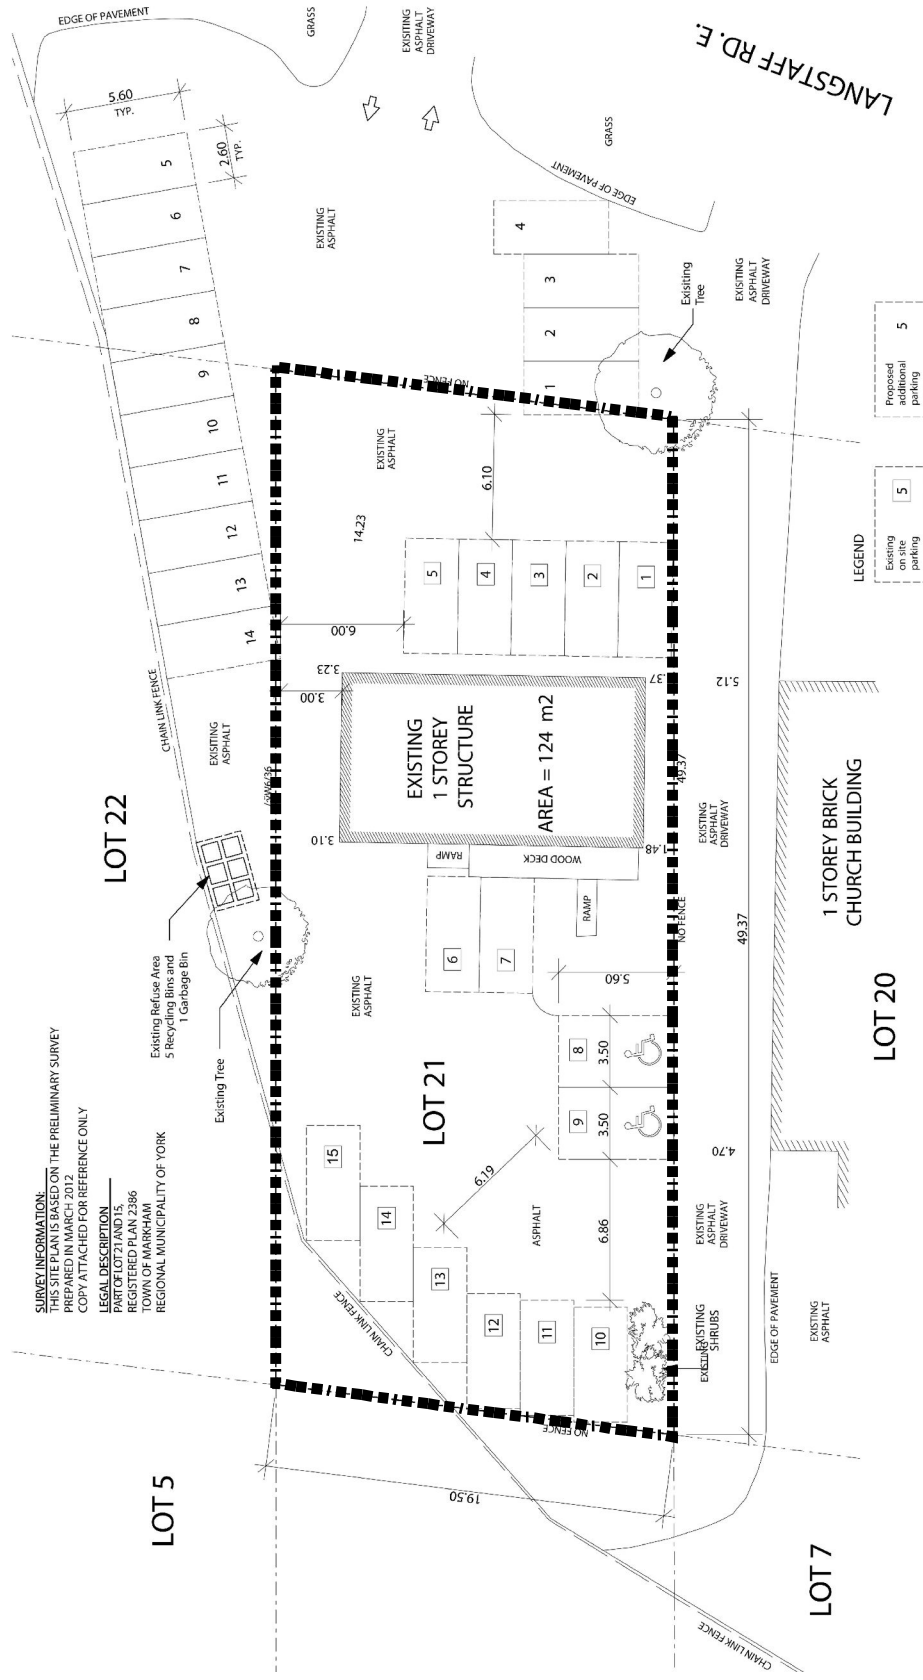 SURVEY INFORMATION:
THIS SITE PLAN IS BASED ON THE PRELIMINARY SURVEY
PREPARED IN MARCH 2012
COPY ATTACHED FOR REFERENCE ONLY
LEGAL DESCRIPTION
PART OF LOT 21 AND 15,
REGISTERED PLAN 2386
TOWN OF MARKHAM
REGIONAL MUNICIPALITY OF YORK
LOT 5
LOT 22
Existing Refuse Area
5 Recycling Bins and
1 Garbage Bin
Existing Tree
CHAIN LINK FENCE
EXISITING
ASPHALT
14
13
12
11
10
9
8
7
6
5
5.60
TYP.
2.60
TYP.
EDGE OF PAVEMENT
GRASS
EXISITING
ASPHALT
DRIVEWAY
LANGSTAFF RD. E.
GRASS
EDGE OF PAVEMENT
EXISTING
ASPHALT
4
3
2
1
Exisiting
Tree
EXISITING
ASPHALT
DRIVEWAY
NO FENCE
EXISTING
ASPHALT
14.23
6.10
6.00
5
4
3
2
1
3.23
3.00
.37
5.12
EXISTING
1 STOREY
STRUCTURE
AREA = 124 m2
3.10
1.48
RAMP
WOOD DECK
RAMP
EXISTING
ASPHALT
6
7
5.60
LOT 21
8
3.50
9
3.50
15
14
13
12
11
10
6.19
ASPHALT
6.86
CHAIN LINK FENCE
NO FENCE
19.50
EXISTING
EXISTING
SHRUBS
EXISTING
ASPHALT
DRIVEWAY
4.70
NO FENCE
49.37
EXISTING
ASPHALT
DRIVEWAY
49.37
EDGE OF PAVEMENT
EXISTING
ASPHALT
1 STOREY BRICK
CHURCH BUILDING
LOT 20
LOT 7
CHAIN LINK FENCE
LEGEND
Existing
on site
parking
5
Proposed
additional
parking
5